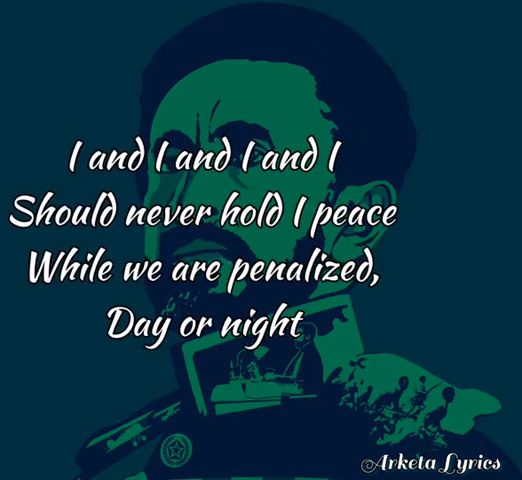 I and I and I and I
Should never hold I peace
While we are penalized,
Day or night
Arketa Lyrics